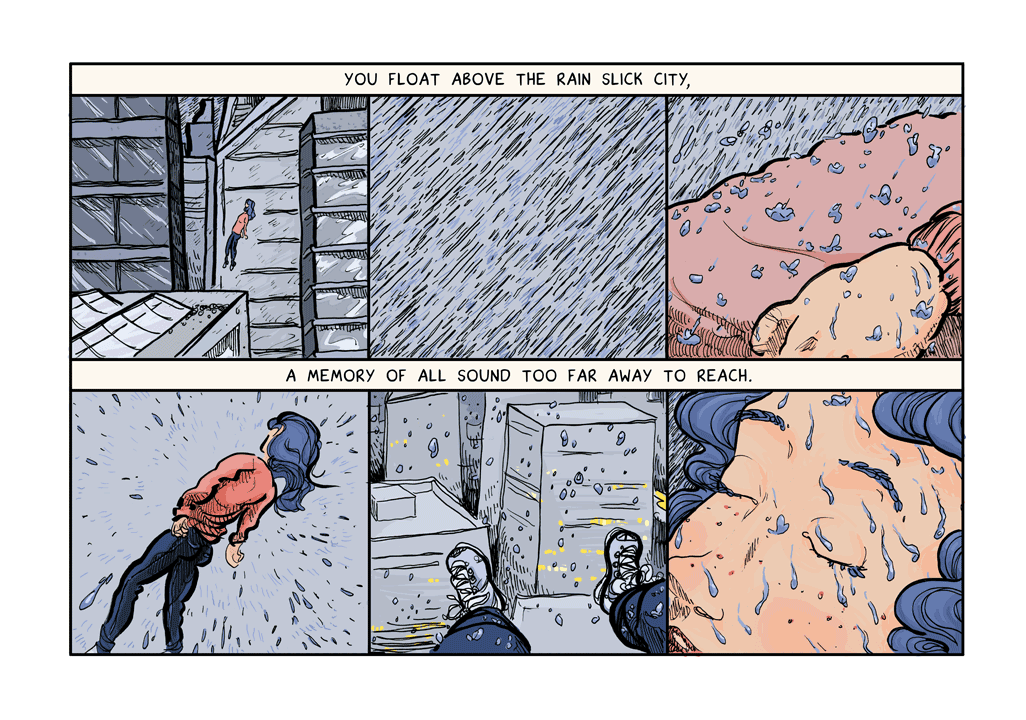 YOU FLOAT ABOVE THE RAIN SLICK CITY,
A MEMORY OF ALL SOUND TOO FAR AWAY TO REACH.